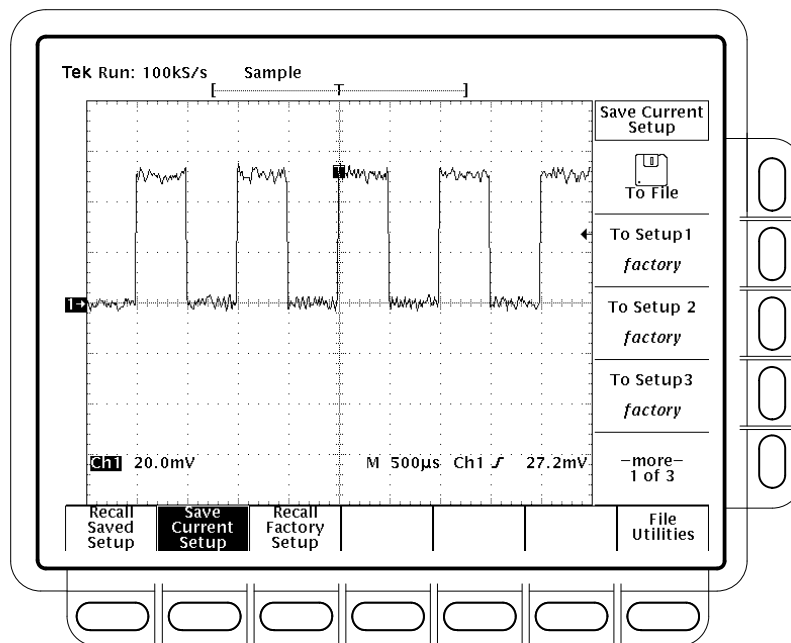 Tek Run: 100kS/s Sample
[ T ]
Save Current
Setup
To File
To Setup1
factory
To Setup 2
factory
To Setup3
factory
–more–
1 of 3
T
1→
Ch1 20.0mV M 500µs Ch1 27.2mV
Recall
Saved
Setup
Save
Current
Setup
Recall
Factory
Setup
File
Utilities